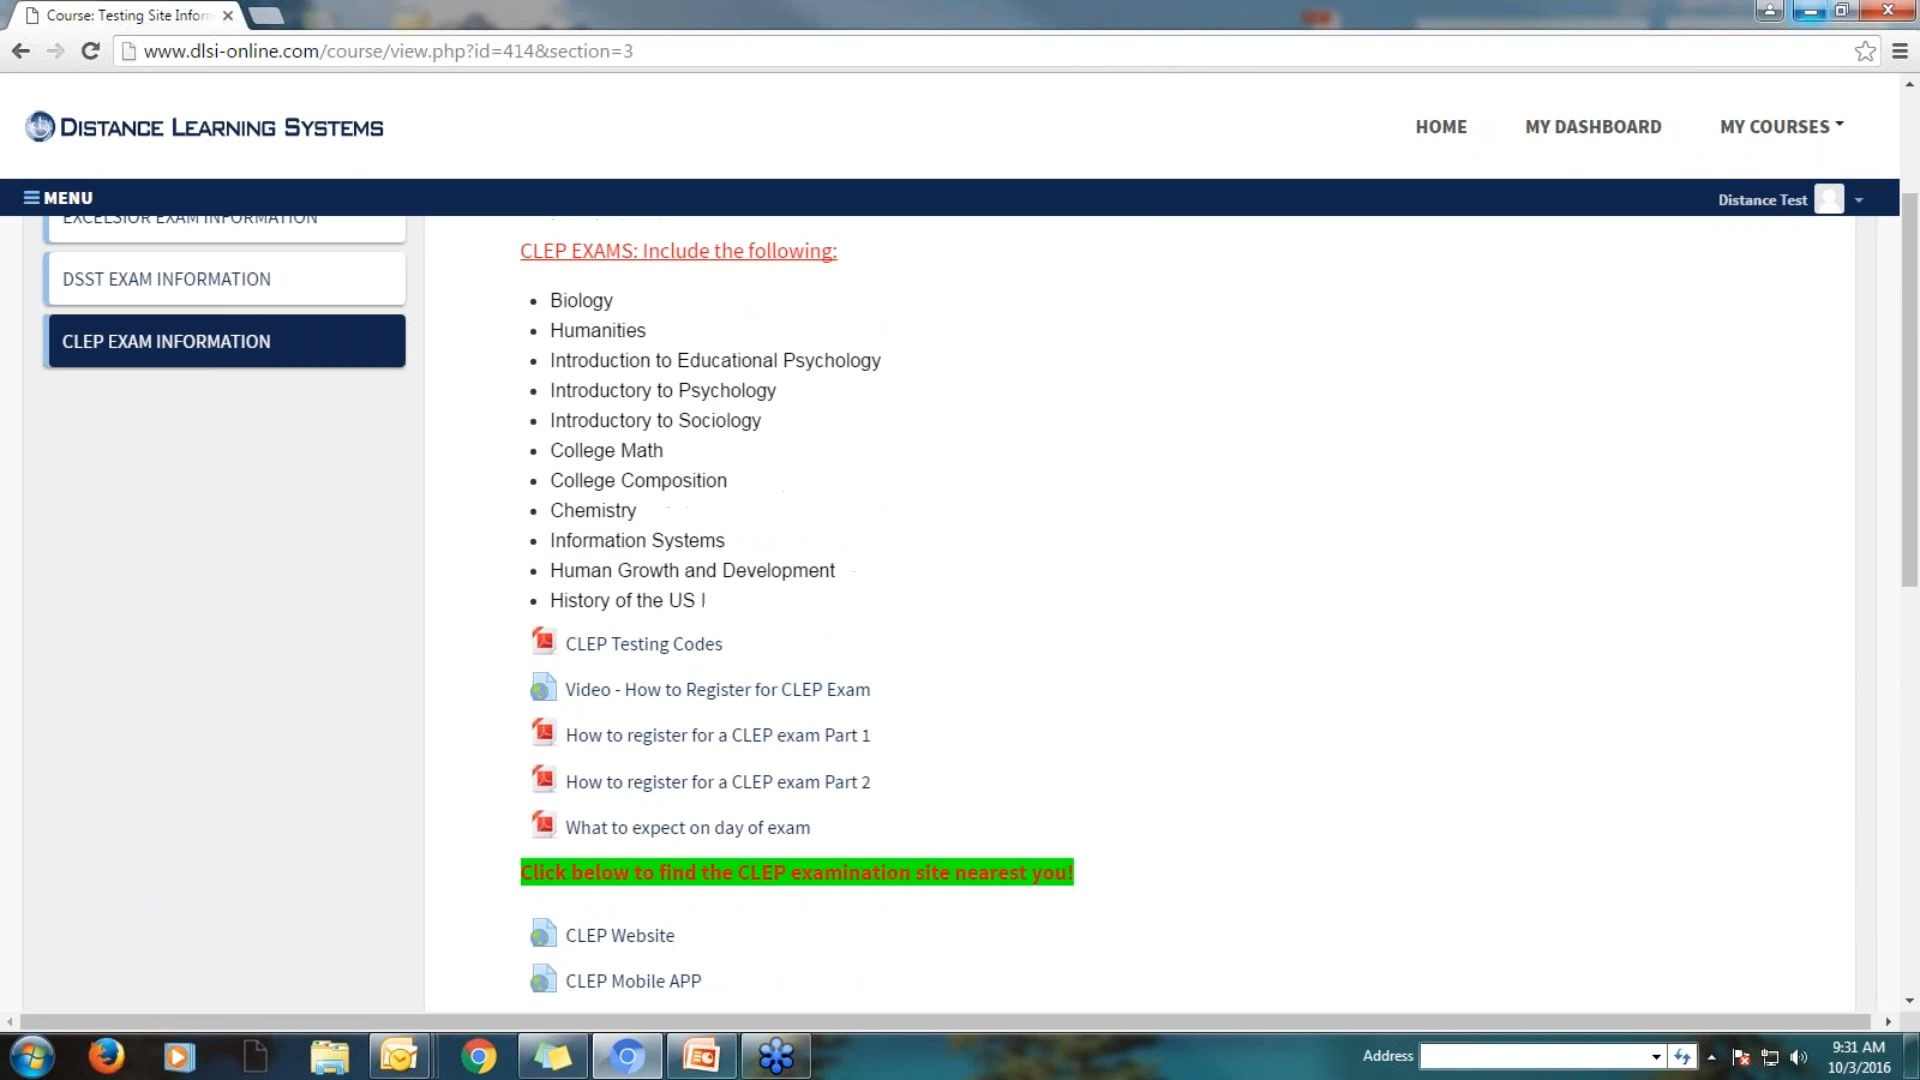 Course: Testing Site Inform
www.dlsi-online.com/course/view.php?id=414&section=3
DISTANCE LEARNING SYSTEMS
HOME
MY DASHBOARD
MY COURSES
MENU
Distance Test
EXCELSIOR EXAM INFORMATION
DSST EXAM INFORMATION
CLEP EXAM INFORMATION
CLEP EXAMS: Include the following:
Biology
Humanities
Introduction to Educational Psychology
Introductory to Psychology
Introductory to Sociology
College Math
College Composition
Chemistry
Information Systems
Human Growth and Development
History of the US I
CLEP Testing Codes
Video - How to Register for CLEP Exam
How to register for a CLEP exam Part 1
How to register for a CLEP exam Part 2
What to expect on day of exam
Click below to find the CLEP examination site nearest you!
CLEP Website
CLEP Mobile APP
Address
9:31 AM
10/3/2016